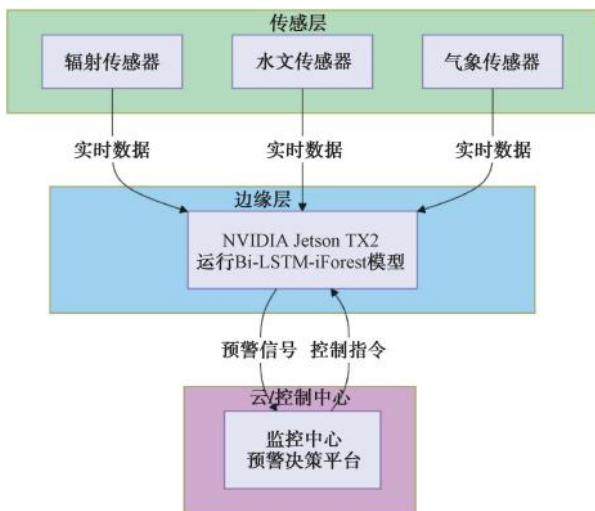 传感层
辐射传感器
水文传感器
气象传感器
实时数据
实时数据
实时数据
边缘层
NVIDIA Jetson TX2
运行Bi-LSTM-iForest模型
预警信号
控制指令
云/控制中心
监控中心
预警决策平台